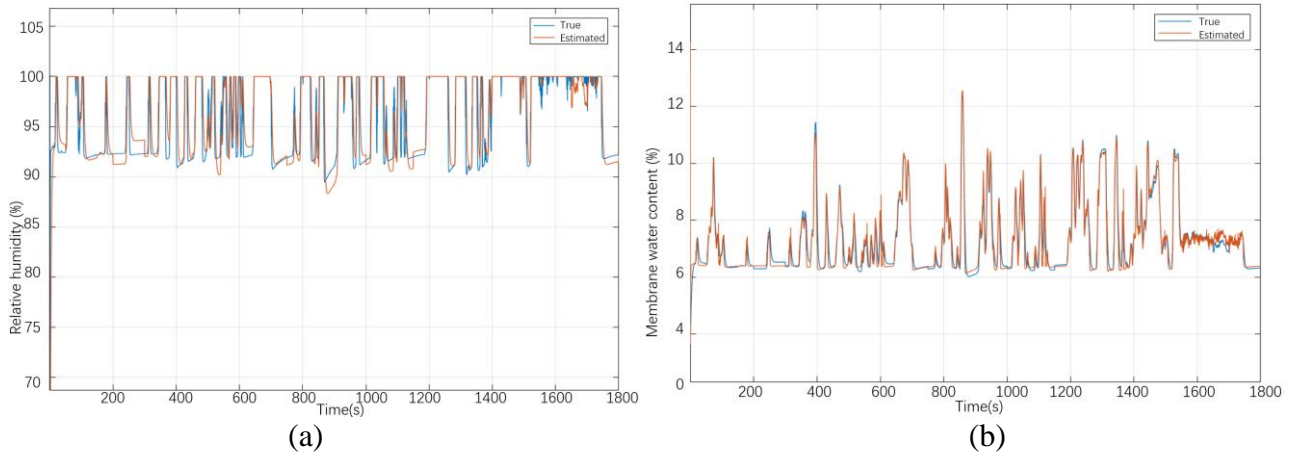 105
100
95
90
85
80
75
70
Relative humidity (%)
True
Estimated
200 400 600 800 1000 1200 1400 1600 1800
Time(s)
(a)
14
12
10
8
6
4
0
Membrane water content (%)
True
Estimated
200 400 600 800 1000 1200 1400 1600 1800
Time(s)
(b)